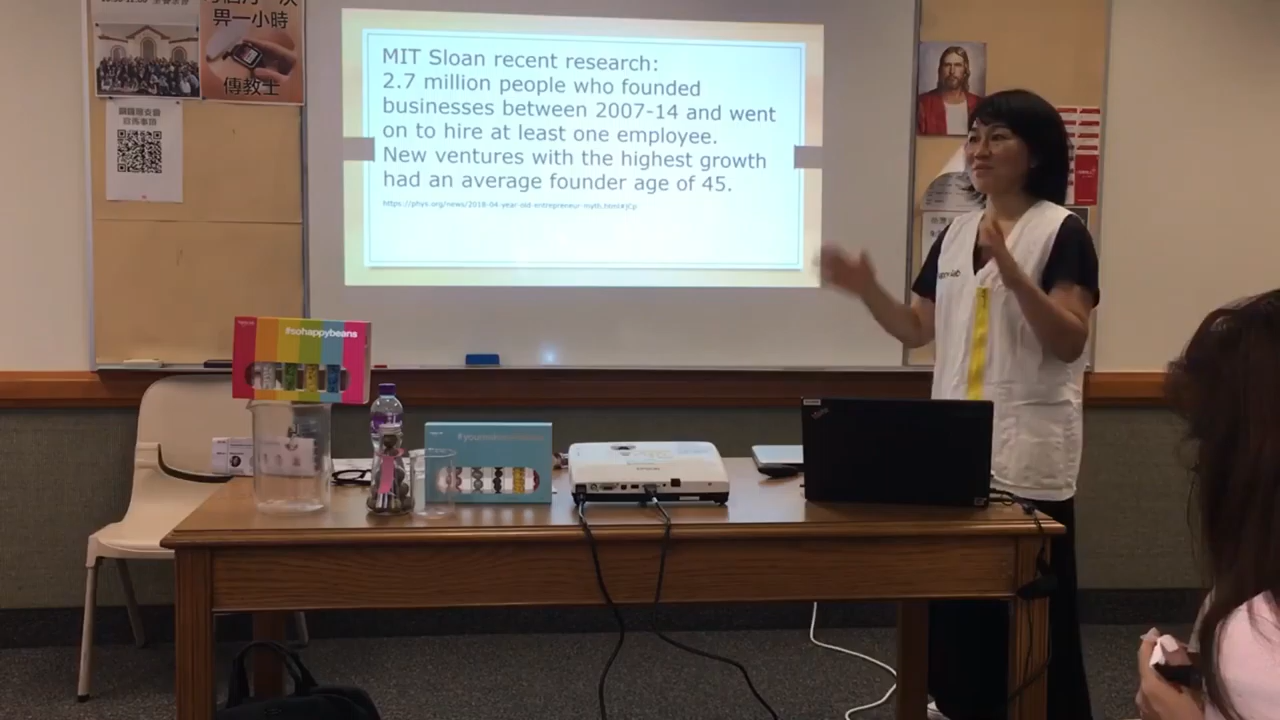 畀一小時
傳教士
MIT Sloan recent research:
2.7 million people who founded
businesses between 2007-14 and went
on to hire at least one employee.
New ventures with the highest growth
had an average founder age of 45.
https://phys.org/news/2018-04-year-old-entrepreneur-myth.html#jCp
#sohappybeans